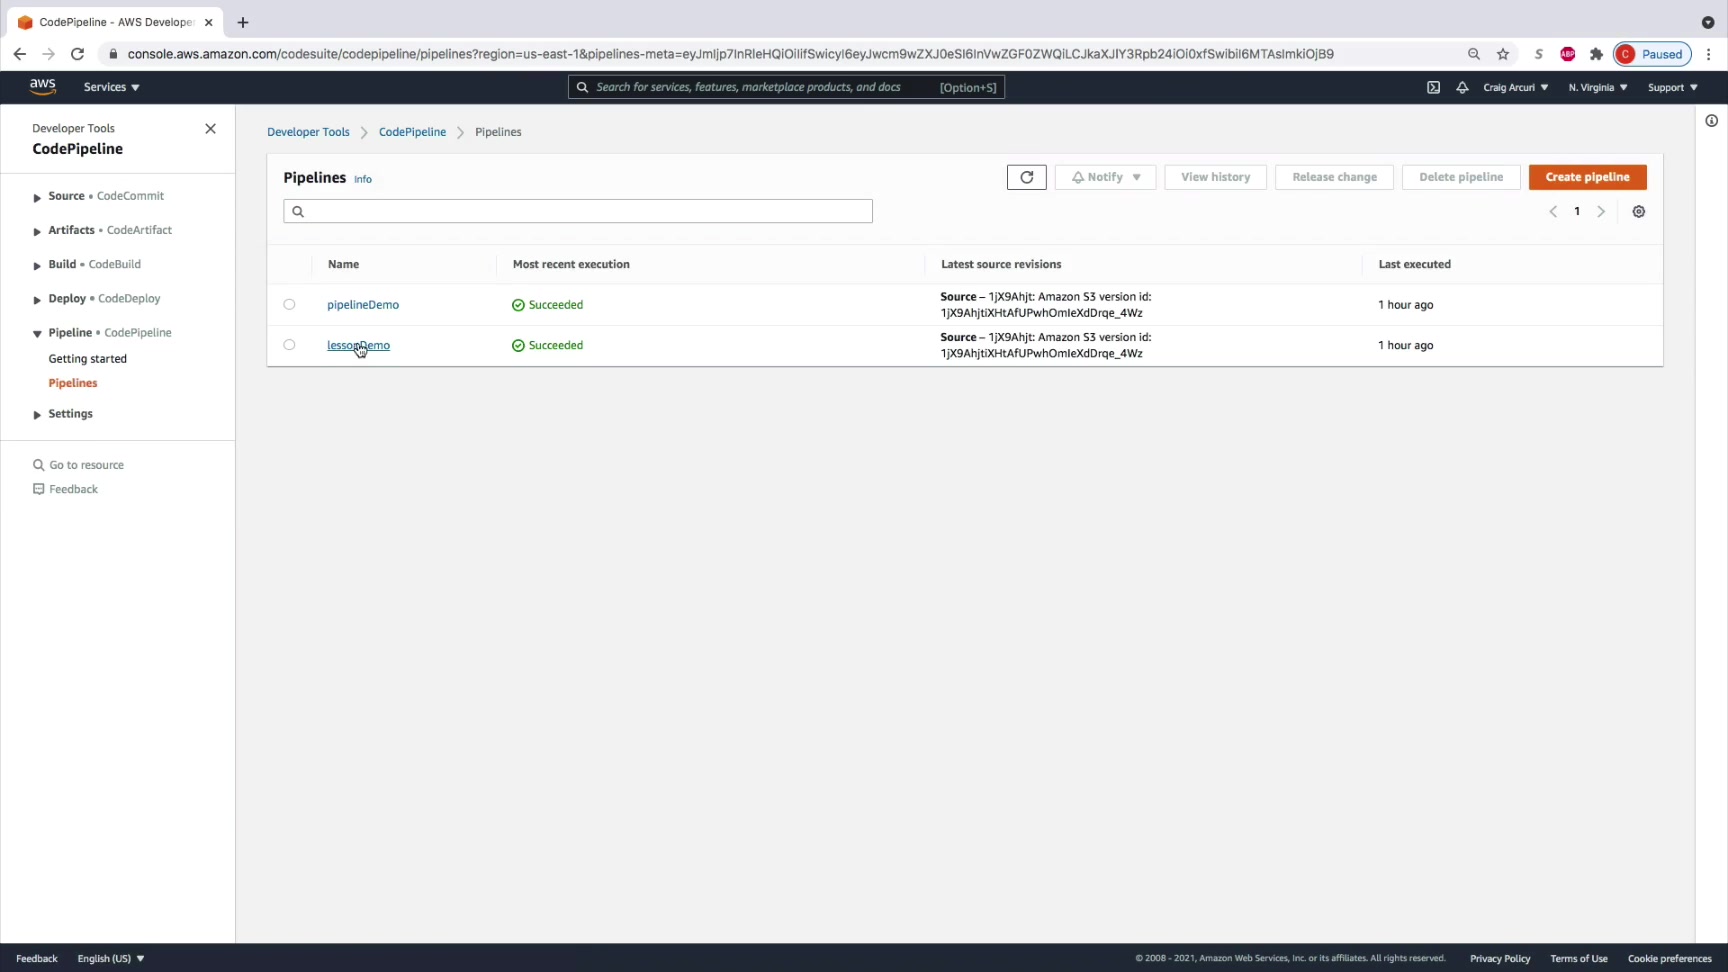 CodePipeline - AWS Develope
console.aws.amazon.com/codesuite/codepipeline/pipelines?region=us-east-1&pipelines-meta=eyJmIjp7InRleHQiOiIifSwicyI6eyJwcm9wZXJ0eSI6InVwZGF0ZWQiLCJkaXJlY3Rpb24iOi0xfSwibiI6MTAsImkiOjB9
S
ABP
C Paused
aws
Services
Search for services, features, marketplace products, and docs [Option+S]
Craig Arcuri
N. Virginia
Support
Developer Tools
CodePipeline
Source • CodeCommit
Artifacts • CodeArtifact
Build • CodeBuild
Deploy • CodeDeploy
Pipeline • CodePipeline
Getting started
Pipelines
Settings
Go to resource
Feedback
Developer Tools > CodePipeline > Pipelines
Pipelines Info
Notify
View history
Release change
Delete pipeline
Create pipeline
1
Name Most recent execution Latest source revisions Last executed
pipelineDemo Succeeded Source – 1jX9Ahjt: Amazon S3 version id: 1 hour ago
1jX9AhjtiXHtAfUPwhOmIeXdDrqe_4Wz
lessonDemo Succeeded Source – 1jX9Ahjt: Amazon S3 version id: 1 hour ago
1jX9AhjtiXHtAfUPwhOmIeXdDrqe_4Wz
Feedback English (US) © 2008 - 2021, Amazon Web Services, Inc. or its affiliates. All rights reserved. Privacy Policy Terms of Use Cookie preferences